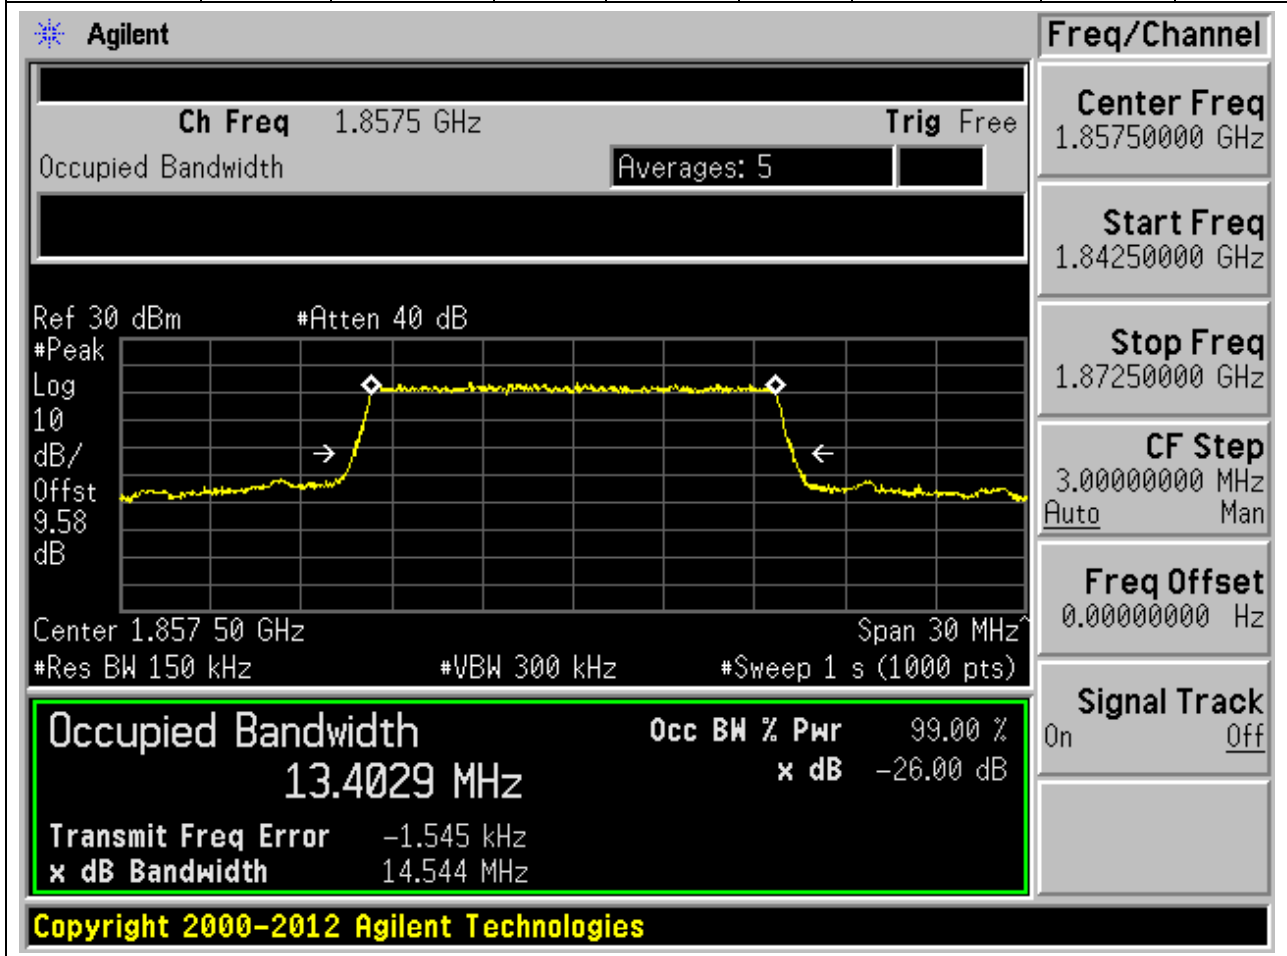 Agilent
Freq/Channel
Ch Freq 1.8575 GHz Trig Free
Occupied Bandwidth Averages: 5
Center Freq
1.85750000 GHz
Start Freq
1.84250000 GHz
Stop Freq
1.87250000 GHz
CF Step
3.00000000 MHz
Auto Man
Freq Offset
0.00000000 Hz
Signal Track
On Off
Ref 30 dBm #Atten 40 dB
#Peak
Log
10
dB/
Offst
9.58
dB
Center 1.857 50 GHz Span 30 MHz^
#Res BW 150 kHz #VBW 300 kHz #Sweep 1 s (1000 pts)
Occupied Bandwidth Occ BW % Pwr 99.00 %
13.4029 MHz x dB -26.00 dB
Transmit Freq Error -1.545 kHz
x dB Bandwidth 14.544 MHz
Copyright 2000-2012 Agilent Technologies